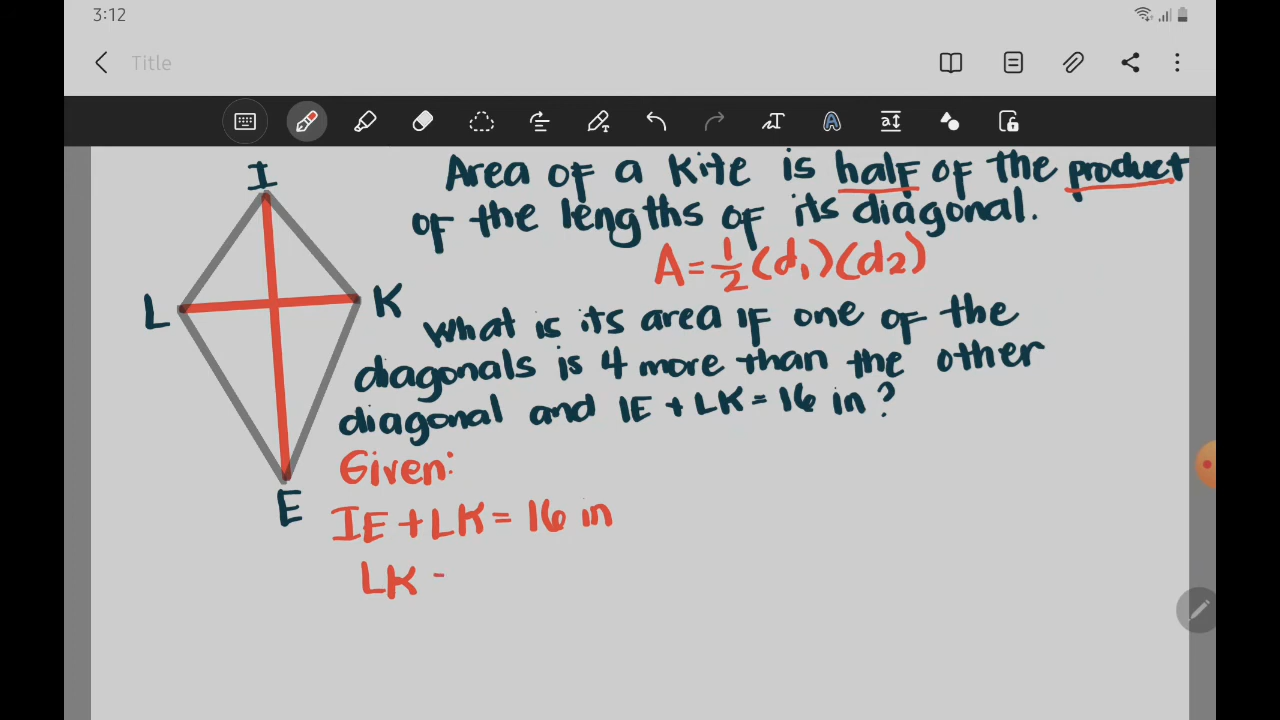 3:12
Title
I
Area of a kite is half of the product
of the lengths of its diagonal.
A = 1/2 (d1)(d2)
L
K
What is its area if one of the
diagonals is 4 more than the other
diagonal and IE + LK = 16 in ?
Given:
E
IE + LK = 16 in
LK -